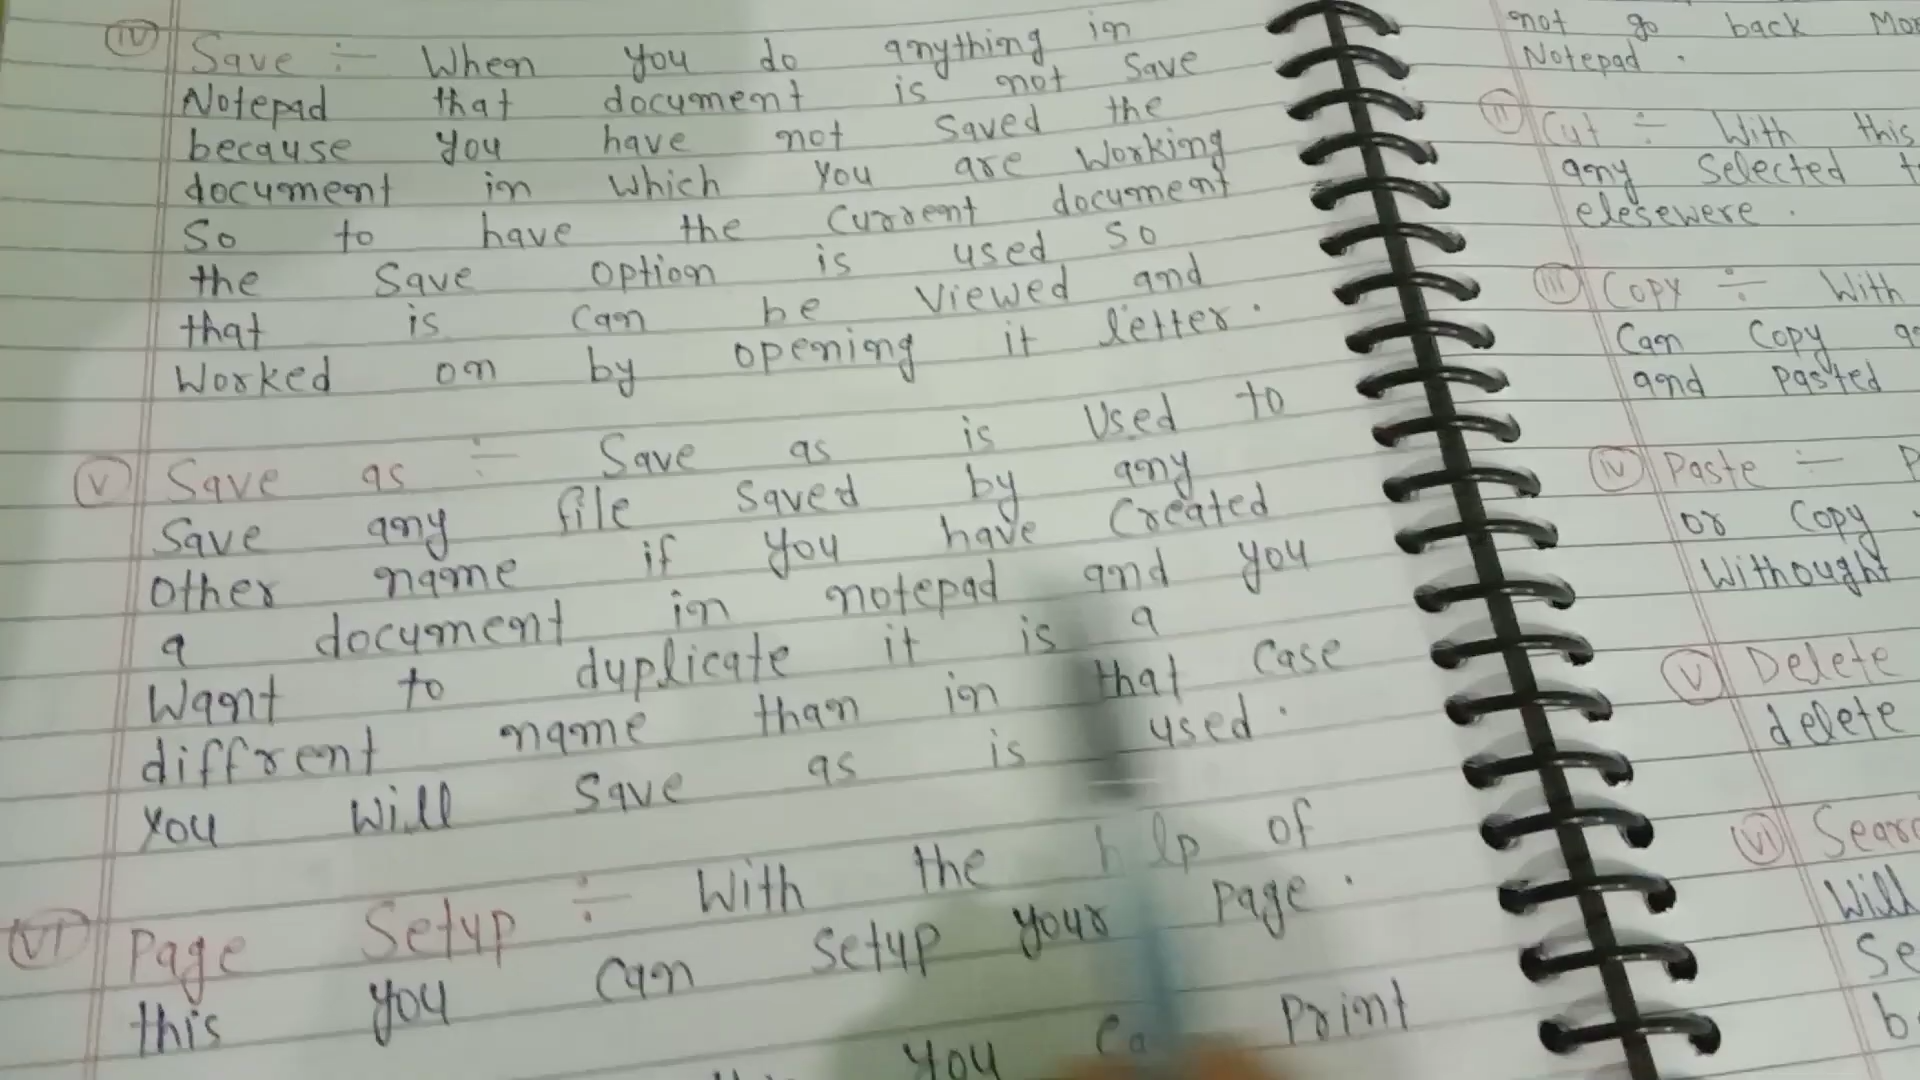 (iv) Save ÷ When you do anything in
Notepad that document is not Save
because you have not saved the
document in which you are working
So to have the current document
the Save option is used so
that is can be viewed and
Worked on by opening it letter.
(v) Save as ÷ Save as is Used to
Save any file saved by any
Other name if you have created
a document in notepad and you
Want to duplicate it is a
diffrent name than in that case
You will save as is used.
(vi) Page Setup ÷ With the help of
this you can setup your page.
you Print
not go back
Notepad.
(ii) Cut ÷ With this
any Selected
elesewere.
(iii) Copy ÷ With
Can Copy
and pasted
(iv) Paste ÷
or Copy
Withought
(v) Delete
delete
(vi)
Will